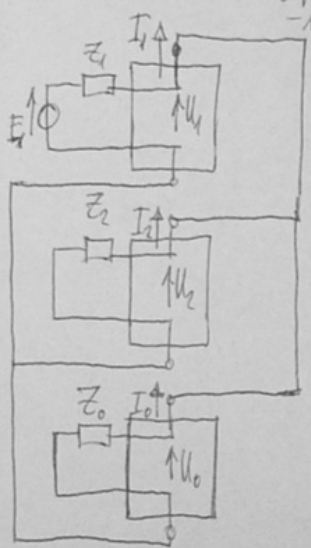 I₁
Z₁
E₁
U₁
I₂
Z₂
U₂
I₀
Z₀
U₀